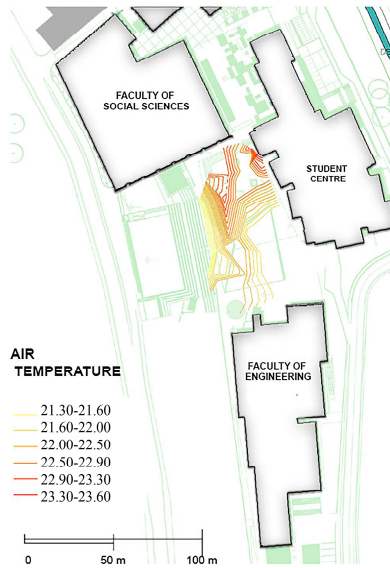 FACULTY OF
SOCIAL SCIENCES
STUDENT
CENTRE
FACULTY OF
ENGINEERING
AIR
TEMPERATURE
21.30-21.60
21.60-22.00
22.00-22.50
22.50-22.90
22.90-23.30
23.30-23.60
0 50 m 100 m